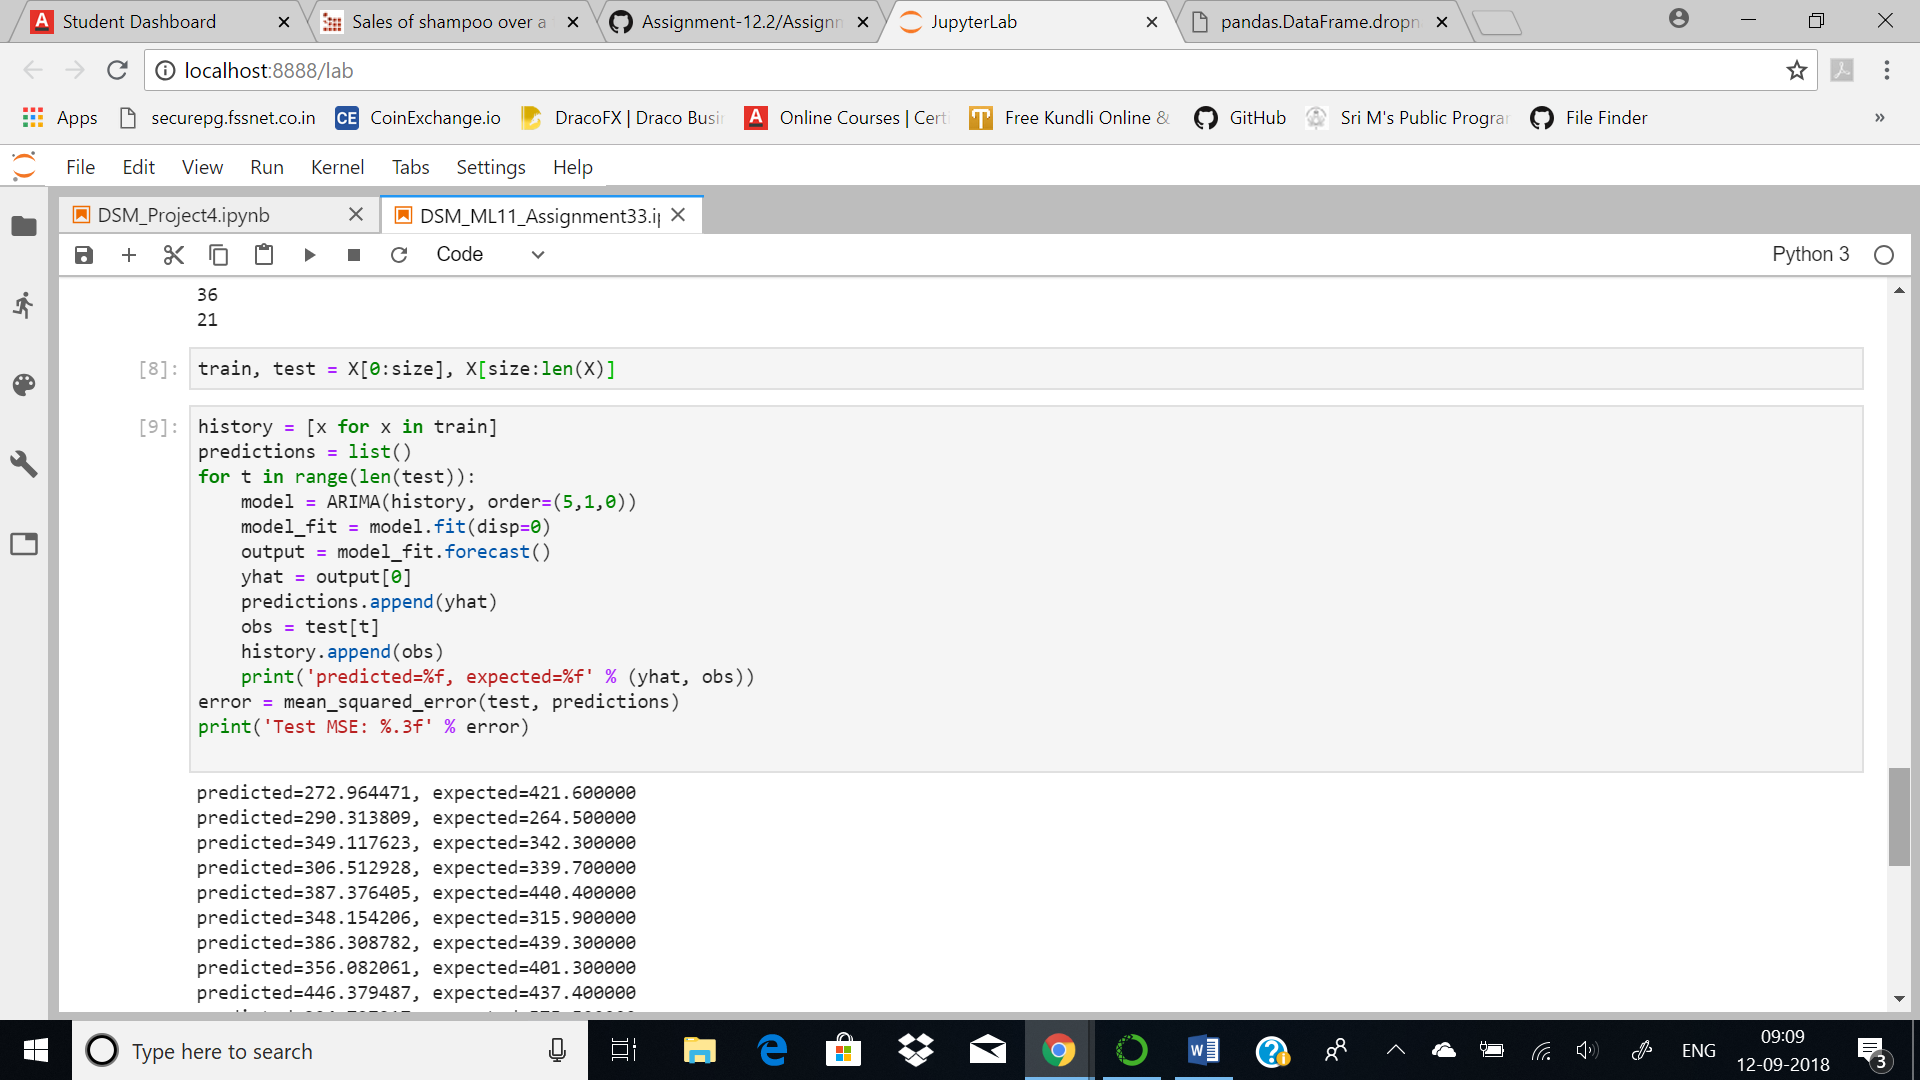 Student Dashboard
Sales of shampoo over a
Assignment-12.2/Assignm
JupyterLab
pandas.DataFrame.dropn
localhost:8888/lab
Apps
securepg.fssnet.co.in
CE
CoinExchange.io
DracoFX | Draco Busi
Online Courses | Cert
Free Kundli Online &
GitHub
Sri M's Public Program
File Finder
»
File Edit View Run Kernel Tabs Settings Help
DSM_Project4.ipynb
DSM_ML11_Assignment33.ip
Code
Python 3
36
21
[8]: train, test = X[0:size], X[size:len(X)]
[9]: history = [x for x in train]
predictions = list()
for t in range(len(test)):
    model = ARIMA(history, order=(5,1,0))
    model_fit = model.fit(disp=0)
    output = model_fit.forecast()
    yhat = output[0]
    predictions.append(yhat)
    obs = test[t]
    history.append(obs)
    print('predicted=%f, expected=%f' % (yhat, obs))
error = mean_squared_error(test, predictions)
print('Test MSE: %.3f' % error)
predicted=272.964471, expected=421.600000
predicted=290.313809, expected=264.500000
predicted=349.117623, expected=342.300000
predicted=306.512928, expected=339.700000
predicted=387.376405, expected=440.400000
predicted=348.154206, expected=315.900000
predicted=386.308782, expected=439.300000
predicted=356.082061, expected=401.300000
predicted=446.379487, expected=437.400000
Type here to search
ENG
09:09
12-09-2018
3